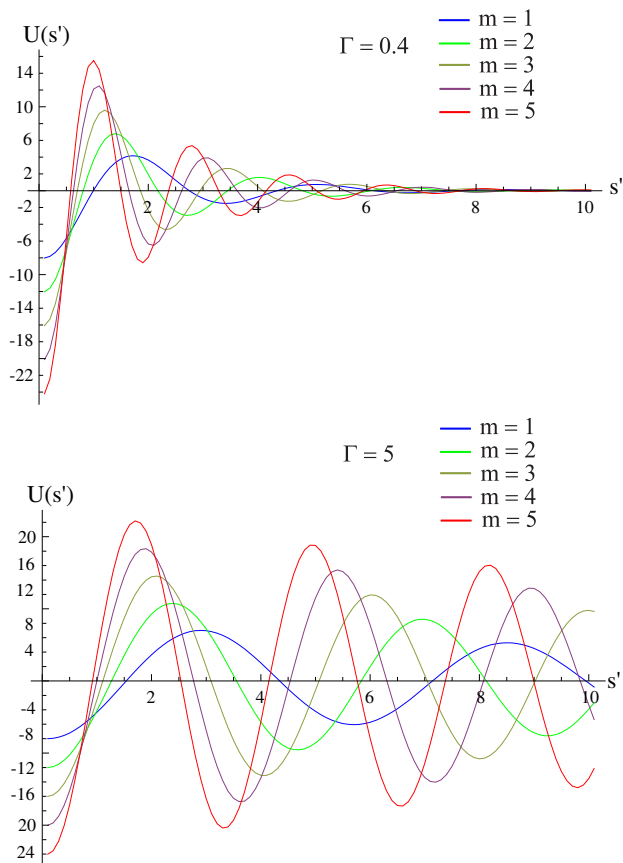 U(s')
Γ = 0.4
m = 1
m = 2
m = 3
m = 4
m = 5
14
10
6
2
-2
-6
-10
-14
-18
-22
2
4
6
8
10
s'
U(s')
Γ = 5
m = 1
m = 2
m = 3
m = 4
m = 5
20
16
12
8
4
4
8
-12
-16
-20
24
2
4
6
8
10
s'